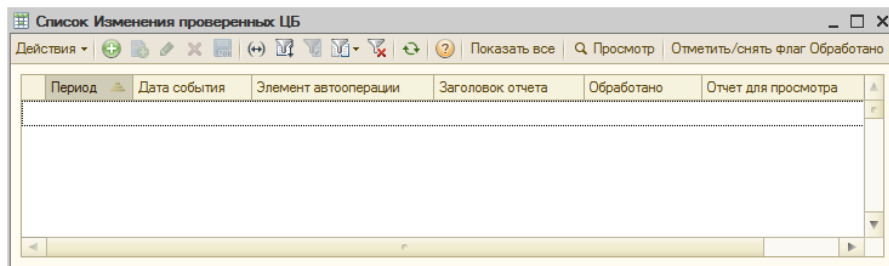 Список Изменения проверенных ЦБ
Действия Показать все Просмотр Отметить/снять флаг Обработано
Период Дата события Элемент автооперации Заголовок отчета Обработано Отчет для просмотра